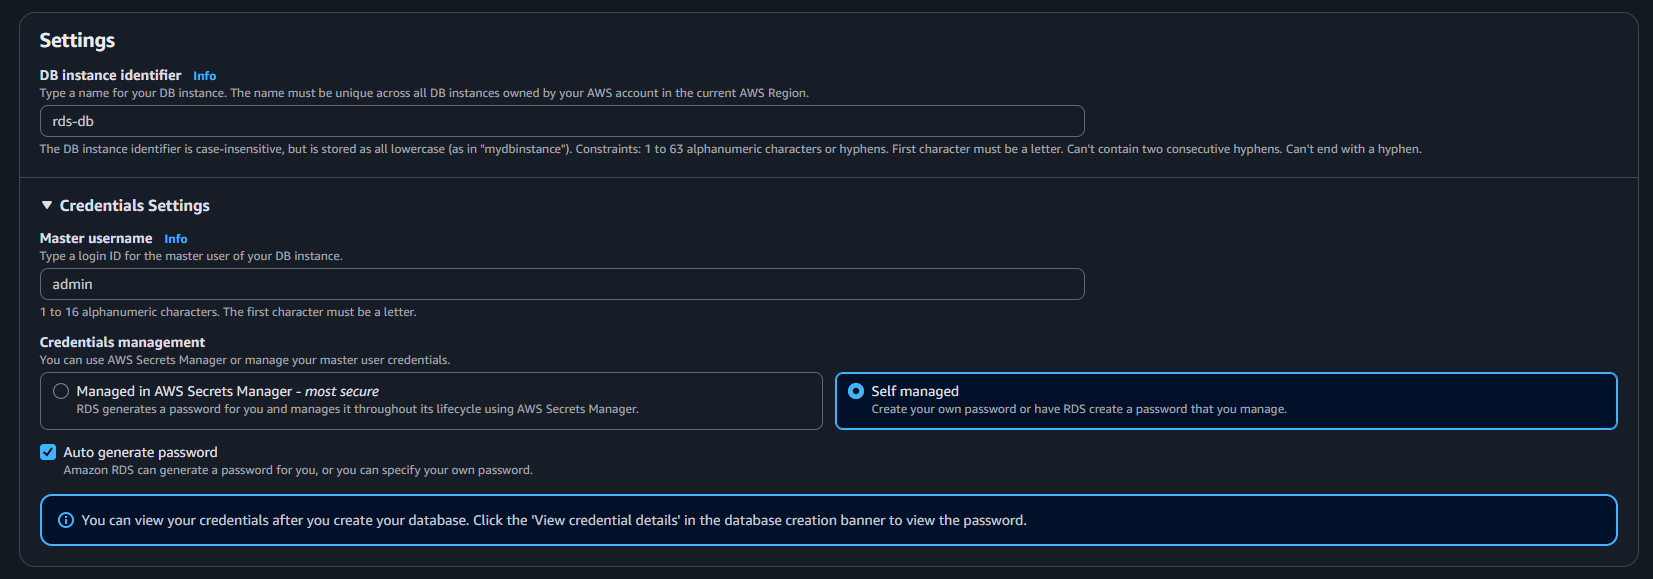 Settings
DB instance identifier Info
Type a name for your DB instance. The name must be unique across all DB instances owned by your AWS account in the current AWS Region.
rds-db
The DB instance identifier is case-insensitive, but is stored as all lowercase (as in "mydbinstance"). Constraints: 1 to 63 alphanumeric characters or hyphens. First character must be a letter. Can't contain two consecutive hyphens. Can't end with a hyphen.
Credentials Settings
Master username Info
Type a login ID for the master user of your DB instance.
admin
1 to 16 alphanumeric characters. The first character must be a letter.
Credentials management
You can use AWS Secrets Manager or manage your master user credentials.
Managed in AWS Secrets Manager - most secure
RDS generates a password for you and manages it throughout its lifecycle using AWS Secrets Manager.
Self managed
Create your own password or have RDS create a password that you manage.
Auto generate password
Amazon RDS can generate a password for you, or you can specify your own password.
You can view your credentials after you create your database. Click the 'View credential details' in the database creation banner to view the password.